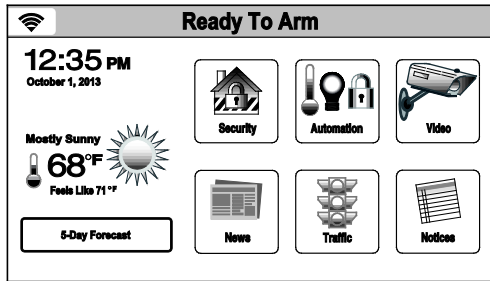 Ready To Arm
12:35 PM
October 1, 2013
Mostly Sunny
68°F
Feels Like 71°F
5-Day Forecast
Security
Automation
Video
News
Traffic
Notices